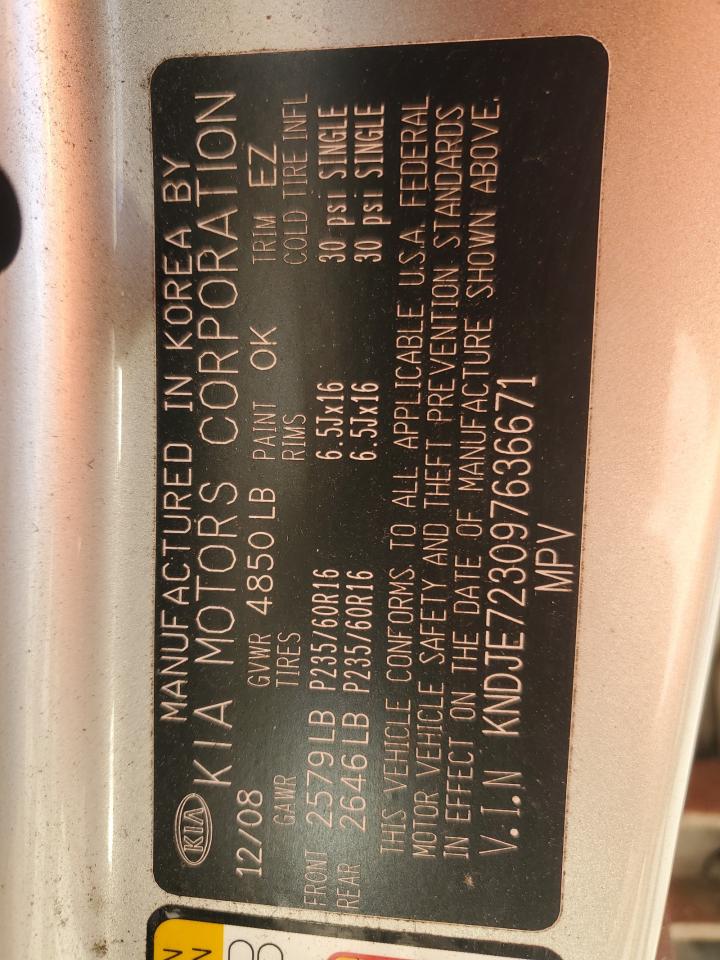 KIA
MANUFACTURED IN KOREA BY
KIA MOTORS CORPORATION
12/08 GVWR 4850 LB PAINT OK TRIM EZ
GAWR TIRES RIMS COLD TIRE INFL
FRONT 2579 LB P235/60R16 6.5Jx16 30 psi SINGLE
REAR 2646 LB P235/60R16 6.5Jx16 30 psi SINGLE
THIS VEHICLE CONFORMS TO ALL APPLICABLE U.S.A. FEDERAL
MOTOR VEHICLE SAFETY AND THEFT PREVENTION STANDARDS
IN EFFECT ON THE DATE OF MANUFACTURE SHOWN ABOVE.
V.I.N KNDJE723097636671
MPV